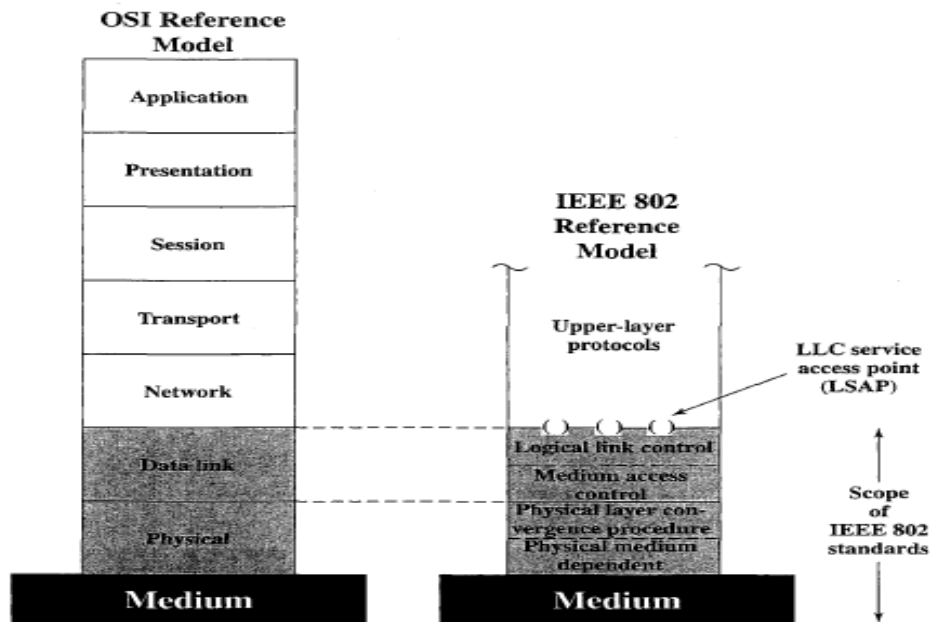 OSI Reference
Model
Application
Presentation
Session
Transport
Network
Data link
Physical
Medium
IEEE 802
Reference
Model
Upper-layer
protocols
LLC service
access point
(LSAP)
Logical link control
Medium access
control
Physical layer con-
vergence procedure
Physical medium
dependent
Medium
Scope
of
IEEE 802
standards